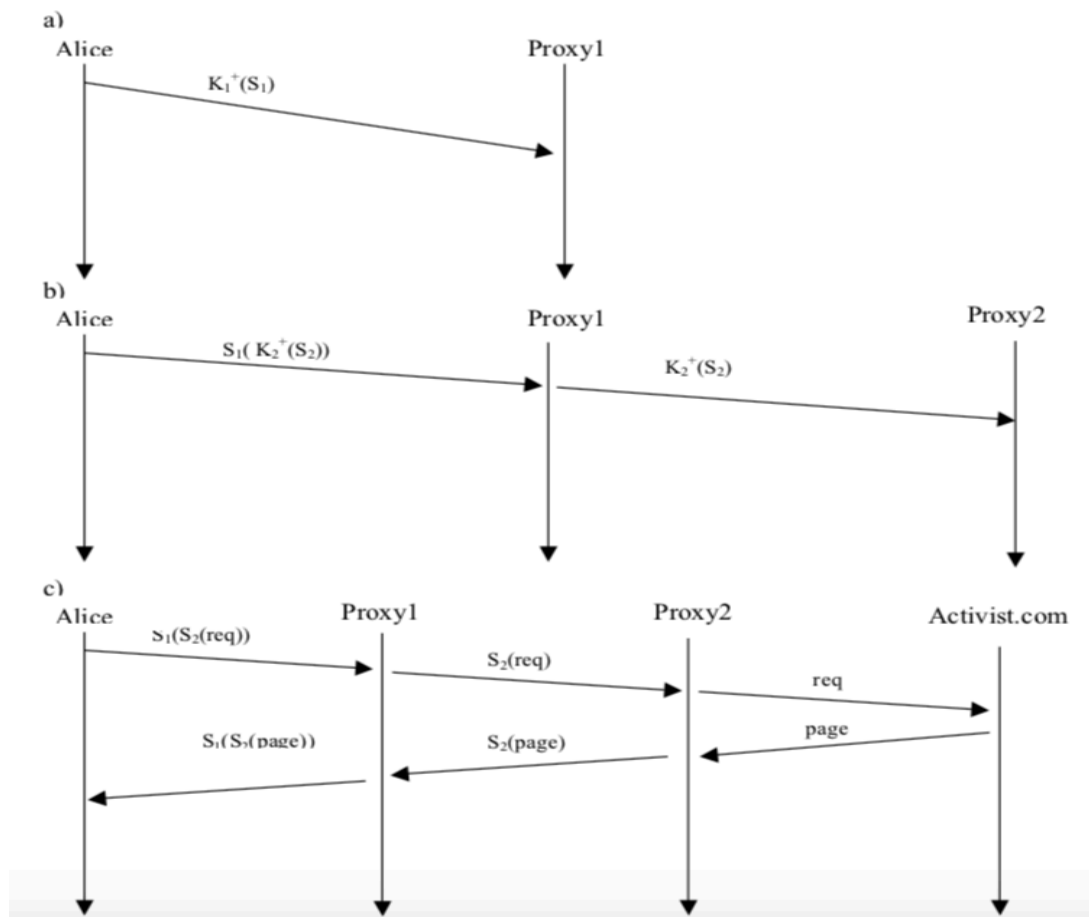 a)
Alice Proxy1
K₁⁺(S₁)
b)
Alice Proxy1 Proxy2
S₁( K₂⁺(S₂)) K₂⁺(S₂)
c)
Alice Proxy1 Proxy2 Activist.com
S₁(S₂(req)) S₂(req) req
S₁(S₂(page)) S₂(page) page